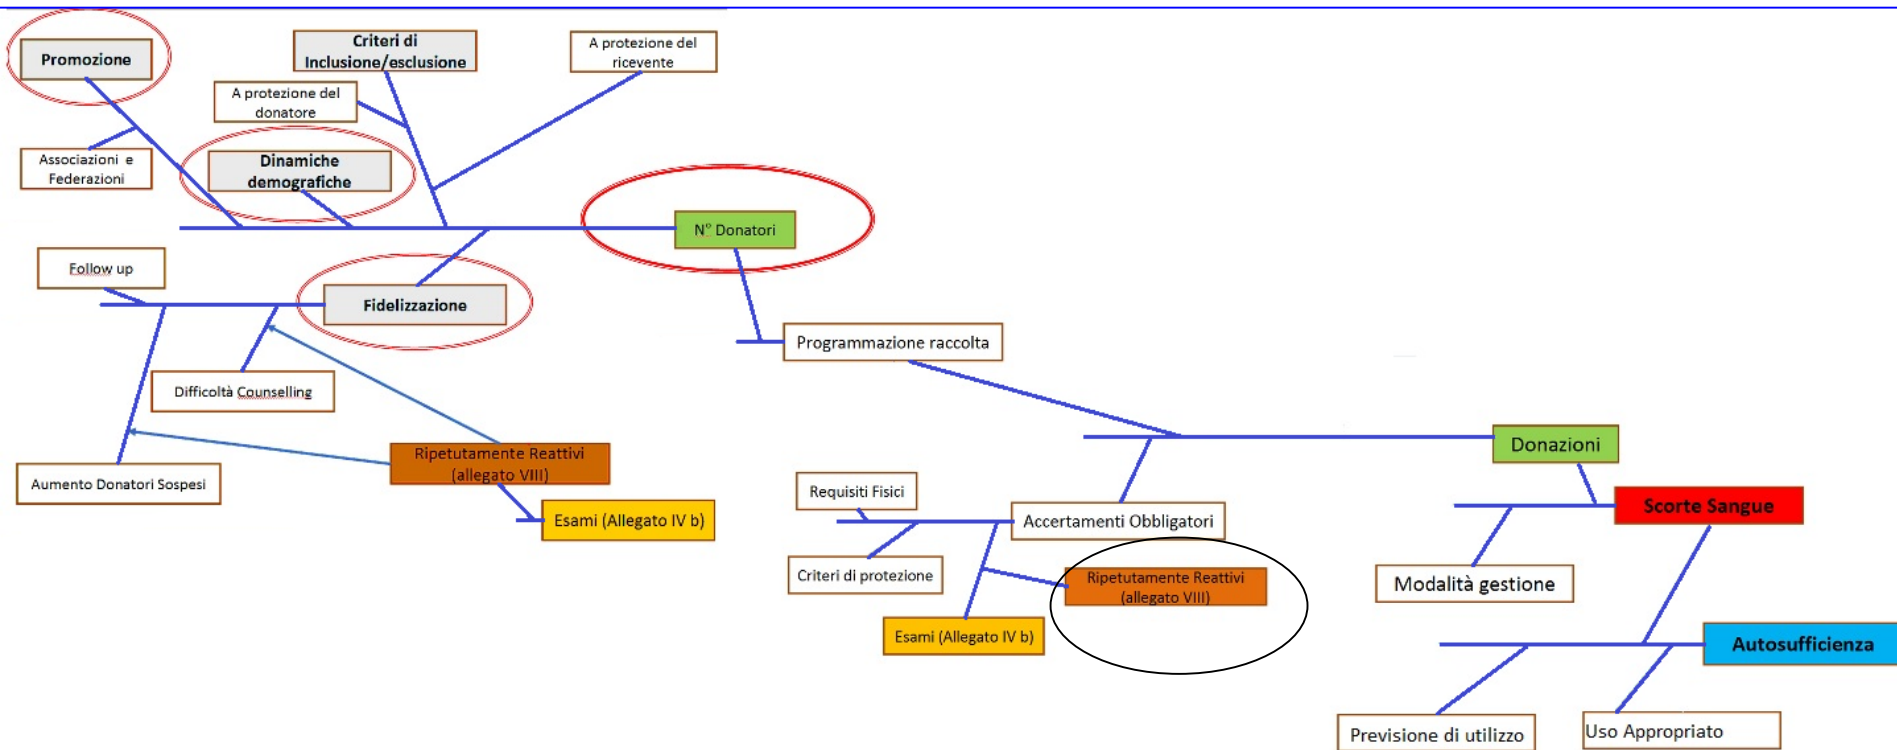 Promozione
Criteri di
Inclusione/esclusione
A protezione del
ricevente
A protezione del
donatore
Associazioni e
Federazioni
Dinamiche
demografiche
N° Donatori
Follow up
Fidelizzazione
Programmazione raccolta
Difficoltà Counselling
Ripetutamente Reattivi
(allegato VIII)
Aumento Donatori Sospesi
Esami (Allegato IV b)
Donazioni
Requisiti Fisici
Accertamenti Obbligatori
Scorte Sangue
Criteri di protezione
Ripetutamente Reattivi
(allegato VIII)
Modalità gestione
Esami (Allegato IV b)
Autosufficienza
Previsione di utilizzo
Uso Appropriato